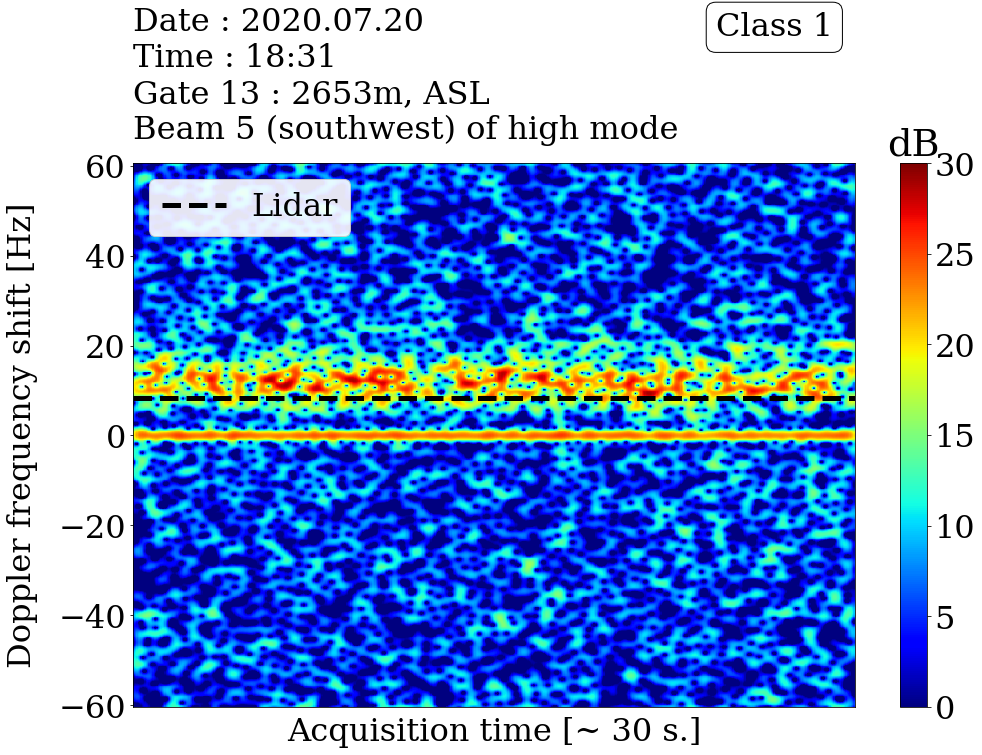 Date : 2020.07.20
Time : 18:31
Gate 13 : 2653m, ASL
Beam 5 (southwest) of high mode
Class 1
dB
Lidar
Doppler frequency shift [Hz]
60
40
20
0
−20
−40
−60
Acquisition time [~ 30 s.]
30
25
20
15
10
5
0